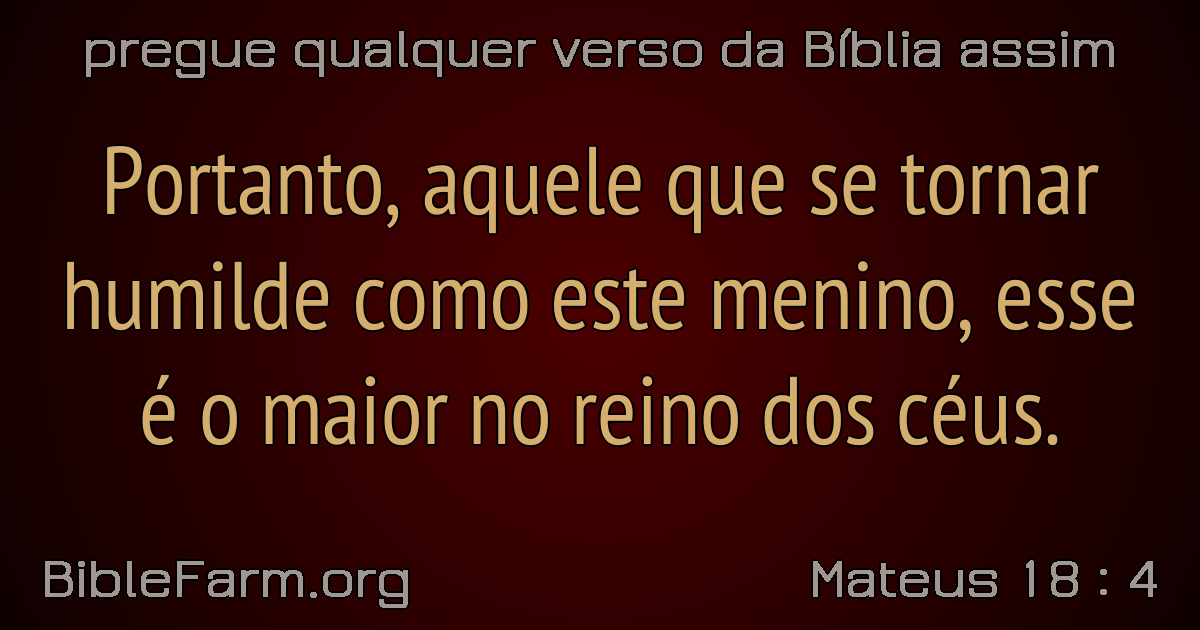 pregue qualquer verso da Bíblia assim
Portanto, aquele que se tornar
humilde como este menino, esse
é o maior no reino dos céus.
BibleFarm.org
Mateus 18 : 4